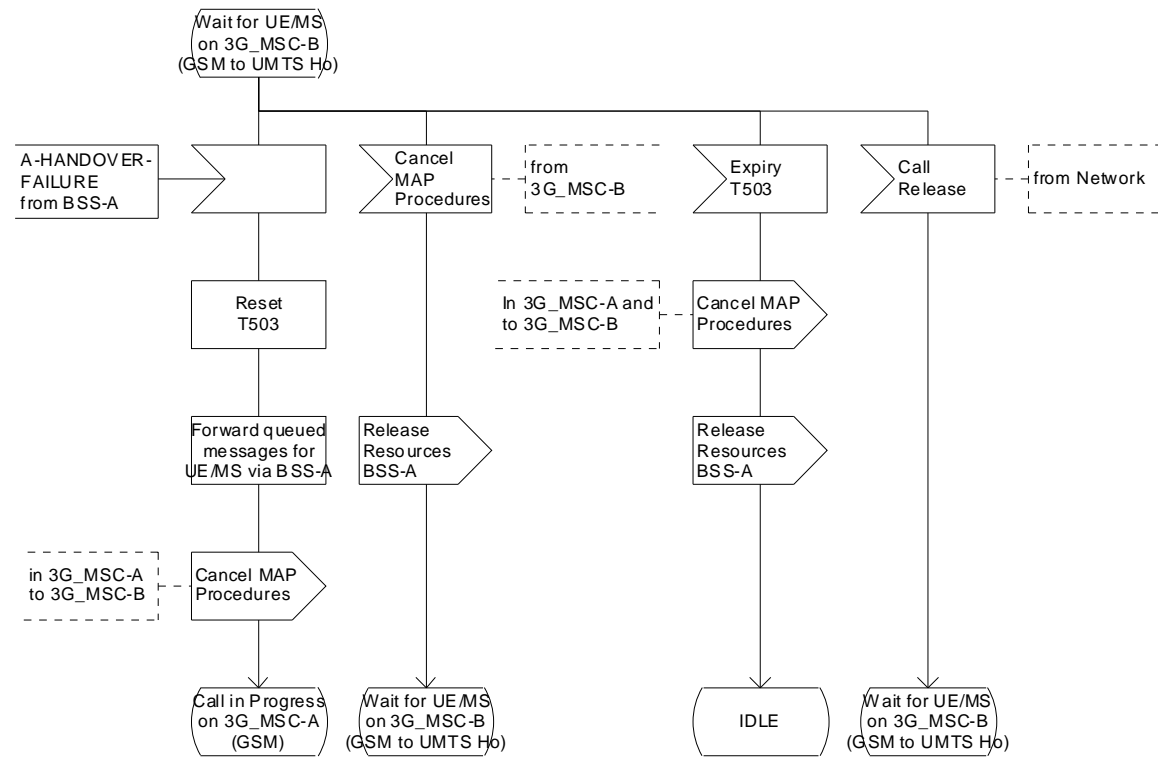 Wait for UE/MS
on 3G_MSC-B
(GSM to UMTS Ho)
A-HANDOVER-
FAILURE
from BSS-A
Cancel
MAP
Procedures
from
3G_MSC-B
Expiry
T503
Call
Release
from Network
Reset
T503
In 3G_MSC-A and
to 3G_MSC-B
Cancel MAP
Procedures
Forward queued
messages for
UE/MS via BSS-A
Release
Resources
BSS-A
Release
Resources
BSS-A
in 3G_MSC-A
to 3G_MSC-B
Cancel MAP
Procedures
Call in Progress
on 3G_MSC-A
(GSM)
Wait for UE/MS
on 3G_MSC-B
(GSM to UMTS Ho)
IDLE
Wait for UE/MS
on 3G_MSC-B
(GSM to UMTS Ho)